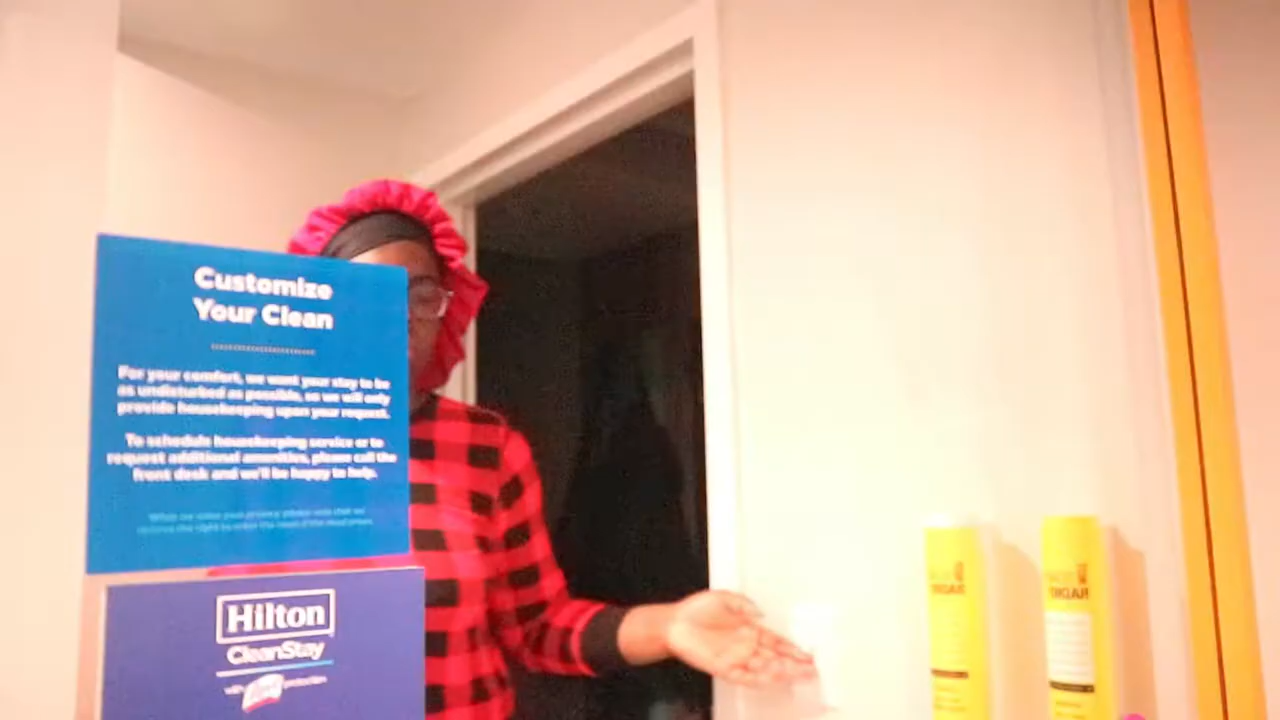 Customize
Your Clean
For your comfort, we want your stay to be
as undisturbed as possible, so we will only
provide housekeeping upon your request.
To schedule housekeeping service or to
request additional amenities, please call the
front desk and we'll be happy to help.
Hilton
CleanStay
with protection